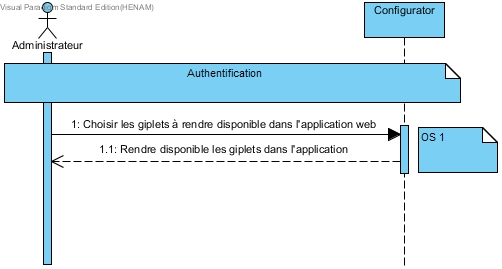 Visual Paradigm Standard Edition(HENAM)
Configurator
Administrateur
Authentification
1: Choisir les giplets à rendre disponible dans l'application web
OS 1
1.1: Rendre disponible les giplets dans l'application